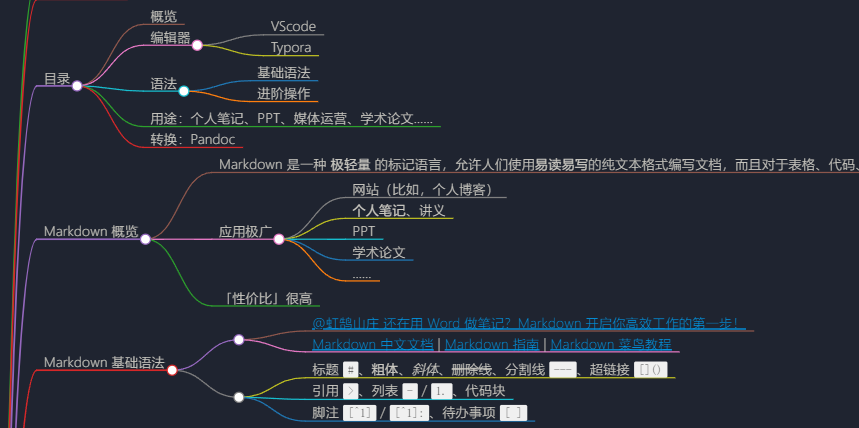 概览
VScode
编辑器
Typora
目录
基础语法
语法
进阶操作
用途：个人笔记、PPT、媒体运营、学术论文……
转换：Pandoc
Markdown 是一种 极轻量 的标记语言，允许人们使用易读易写的纯文本格式编写文档，而且对于表格、代码、
网站（比如，个人博客）
个人笔记、讲义
Markdown 概览
应用极广
PPT
学术论文
……
「性价比」很高
@虹鹄山庄 还在用 Word 做笔记？Markdown 开启你高效工作的第一步！
Markdown 中文文档 | Markdown 指南 | Markdown 菜鸟教程
Markdown 基础语法
标题 #、粗体、斜体、删除线、分割线 ---、超链接 []()
引用 >、列表 - / 1.、代码块
脚注 [^1] / [^1]:、待办事项 [ ]